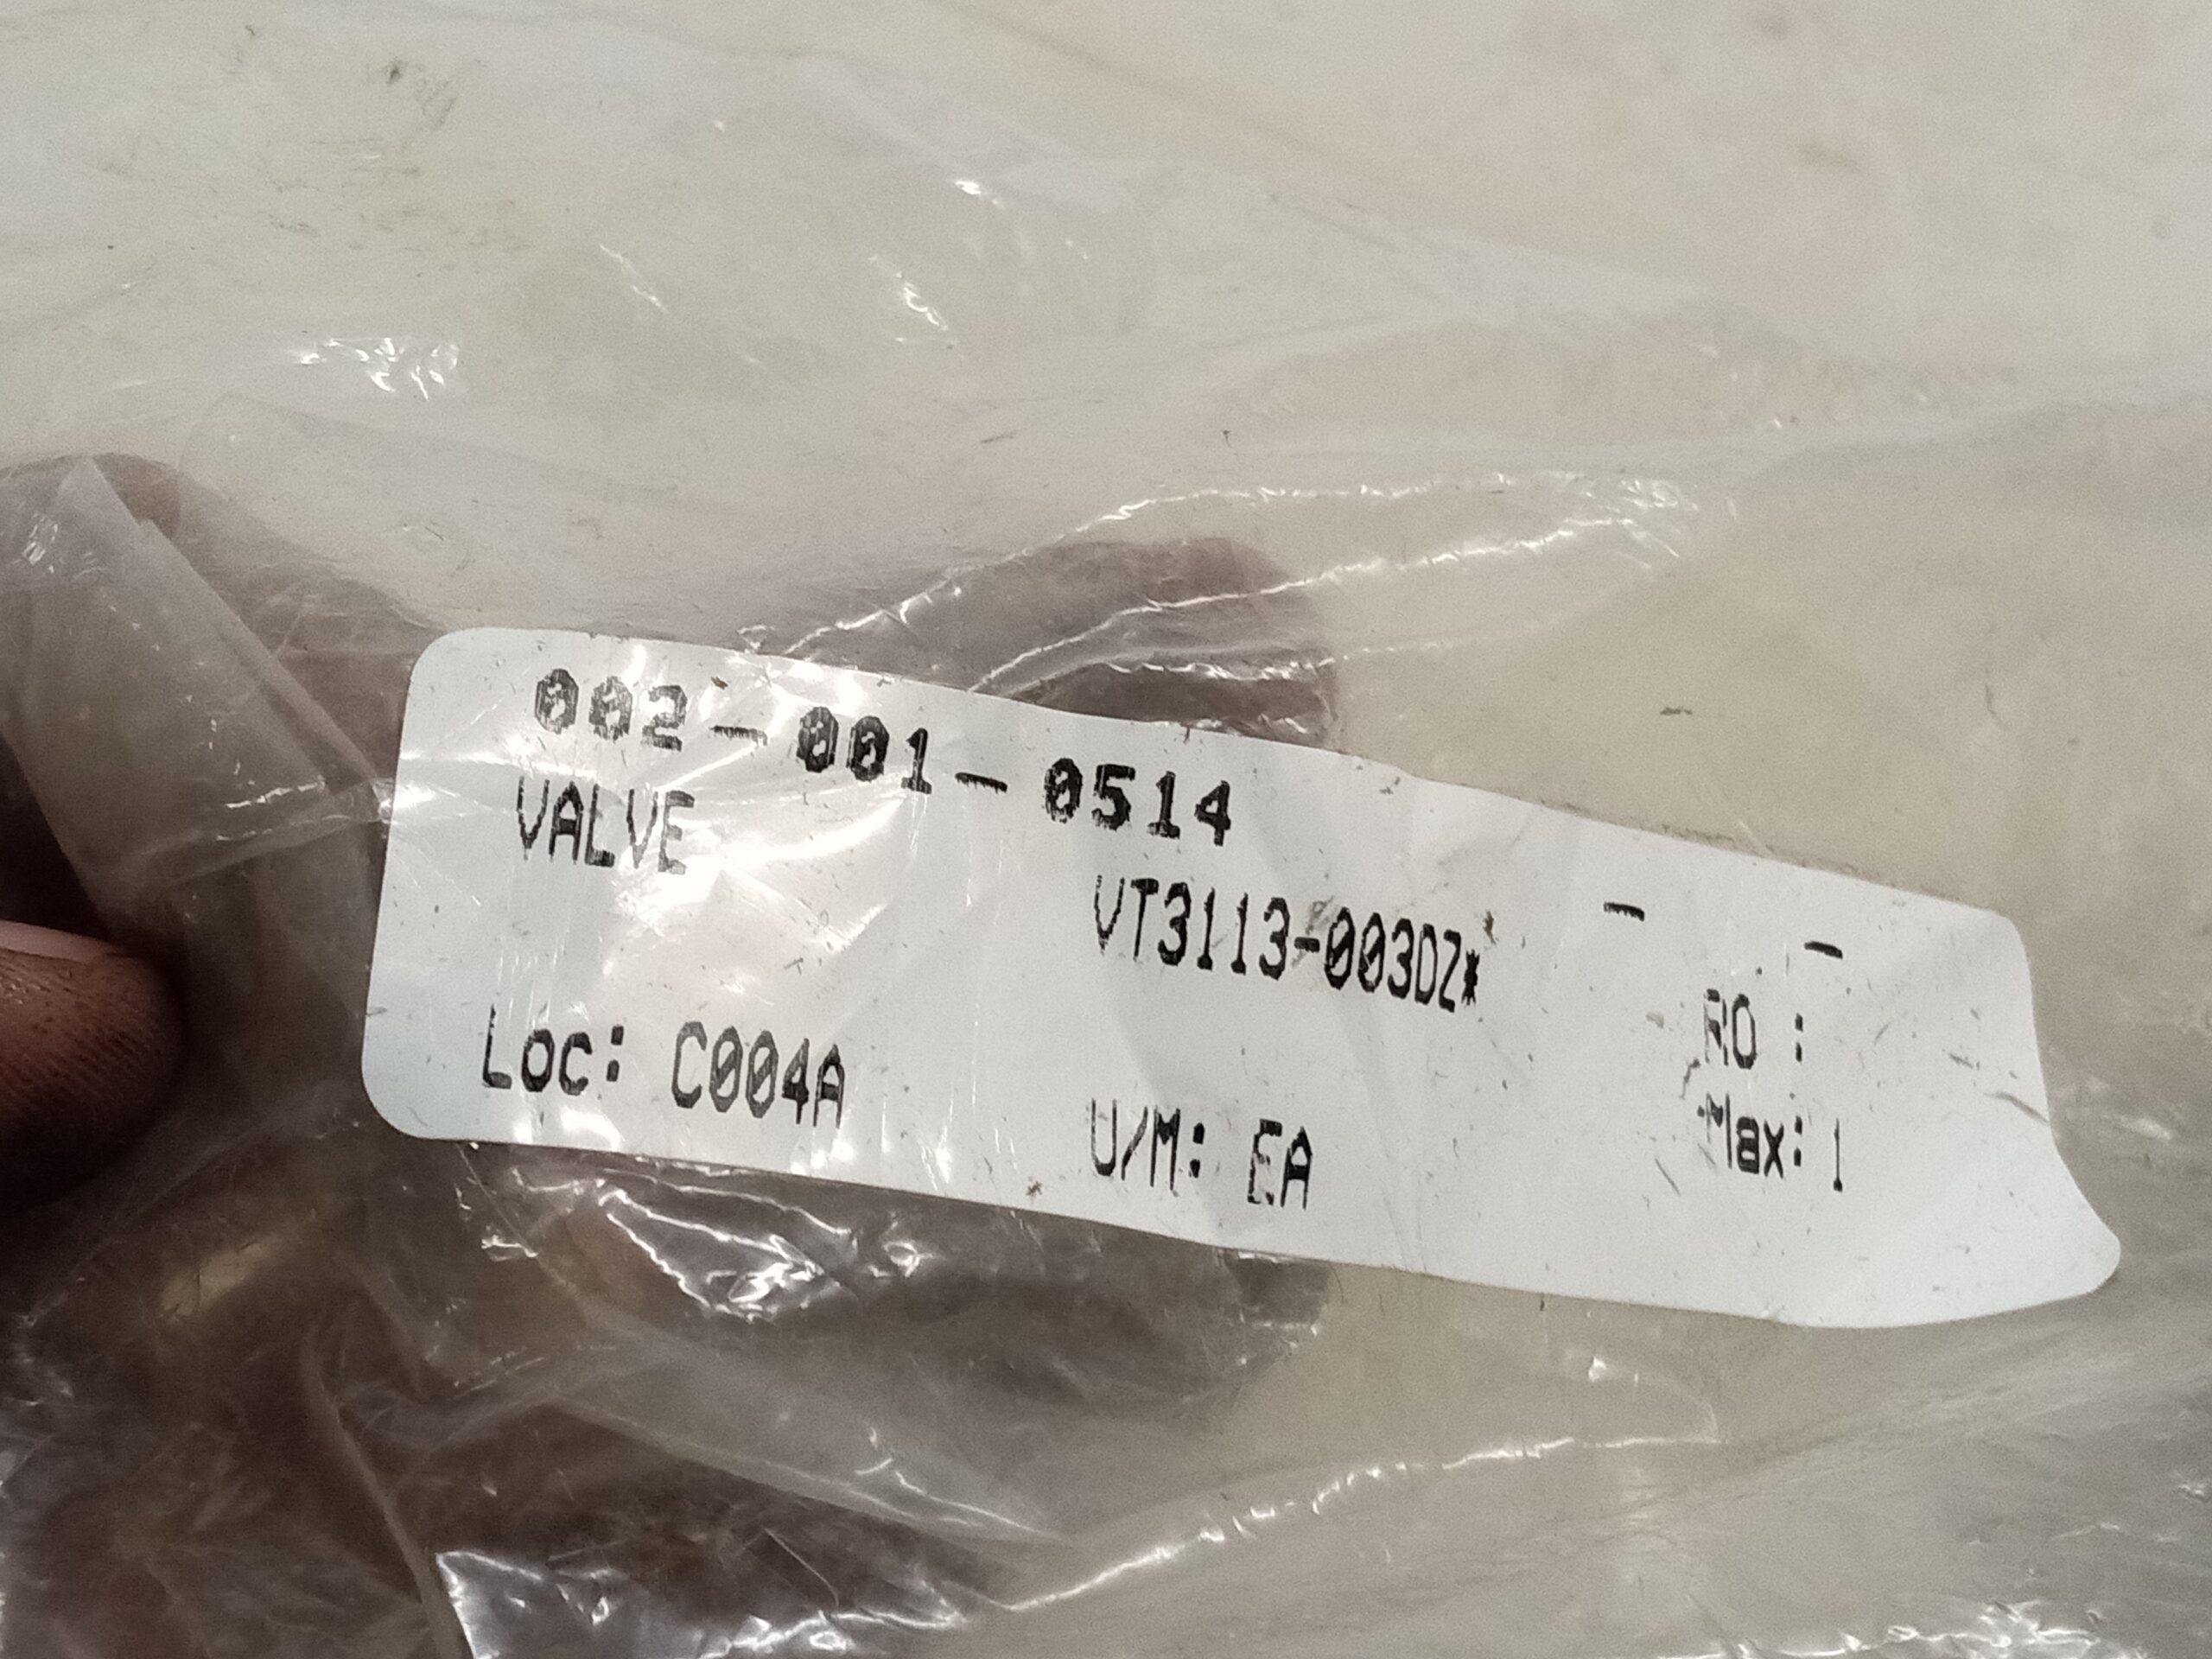 002-001-0514
VALVE
VT3113-003DZ* - -
Loc: C004A
U/M: EA
RO :
Max: 1